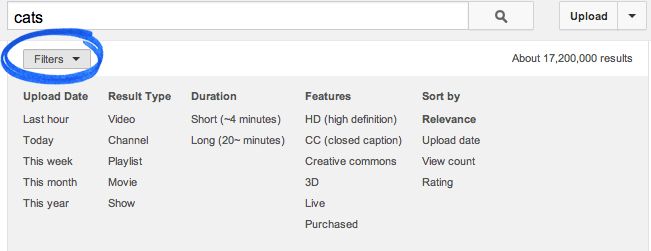 cats
Upload
Filters
About 17,200,000 results
Upload Date
Last hour
Today
This week
This month
This year
Result Type
Video
Channel
Playlist
Movie
Show
Duration
Short (~4 minutes)
Long (20~ minutes)
Features
HD (high definition)
CC (closed caption)
Creative commons
3D
Live
Purchased
Sort by
Relevance
Upload date
View count
Rating